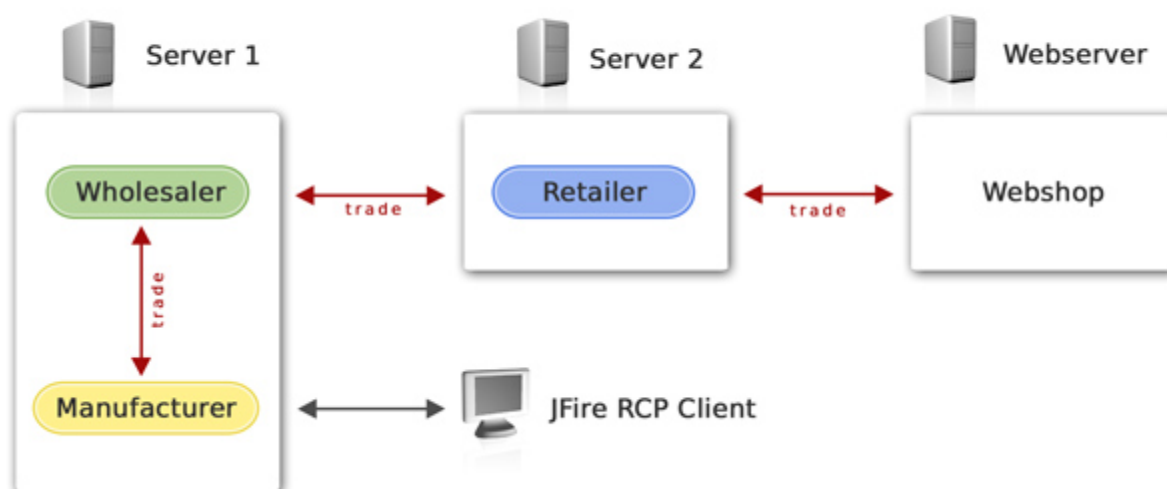 Server 1
Server 2
Webserver
Wholesaler
trade
Retailer
trade
Webshop
trade
Manufacturer
JFire RCP Client